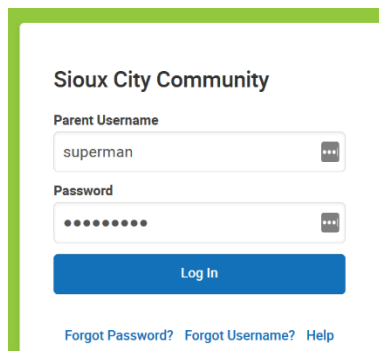 Sioux City Community
Parent Username
superman
Password
•••••••••
Log In
Forgot Password? Forgot Username? Help